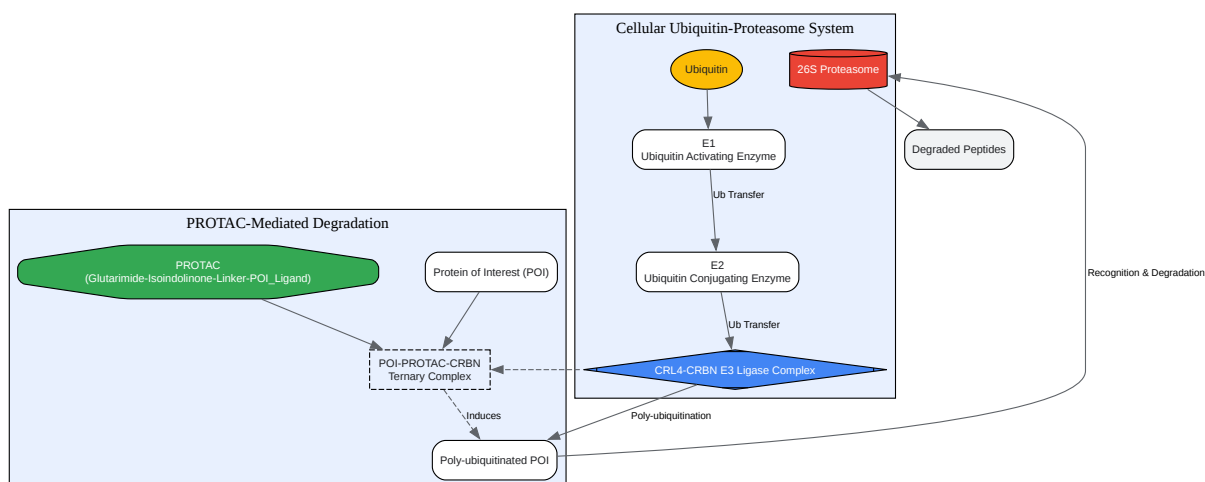 Cellular Ubiquitin-Proteasome System
Ubiquitin
26S Proteasome
E1
Ubiquitin Activating Enzyme
Degraded Peptides
Ub Transfer
PROTAC-Mediated Degradation
PROTAC
(Glutarimide-Isoindolinone-Linker-POI_Ligand)
Protein of Interest (POI)
E2
Ubiquitin Conjugating Enzyme
Recognition & Degradation
Ub Transfer
POI-PROTAC-CRBN
Ternary Complex
CRL4-CRBN E3 Ligase Complex
Induces
Poly-ubiquitination
Poly-ubiquitinated POI